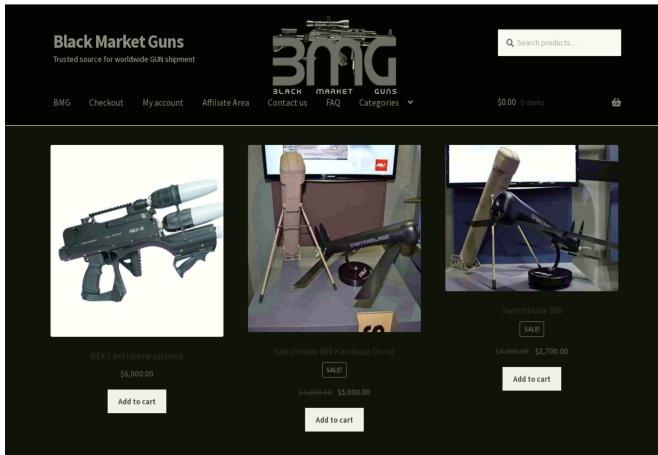 Black Market Guns
Trusted source for worldwide GUN shipment
BMG
BLACK MARKET GUNS
Search products…
BMG Checkout My account Affiliate Area Contact us FAQ Categories
$0.00 0 items
REX-2
SWITCHBLADE
REX 2 Anti drone systems
$6,000.00
Add to cart
Switchblade 600 Kamikaze Drone
SALE!
$7,000.00 $5,000.00
Add to cart
Switchblade 300
SALE!
$4,000.00 $2,700.00
Add to cart